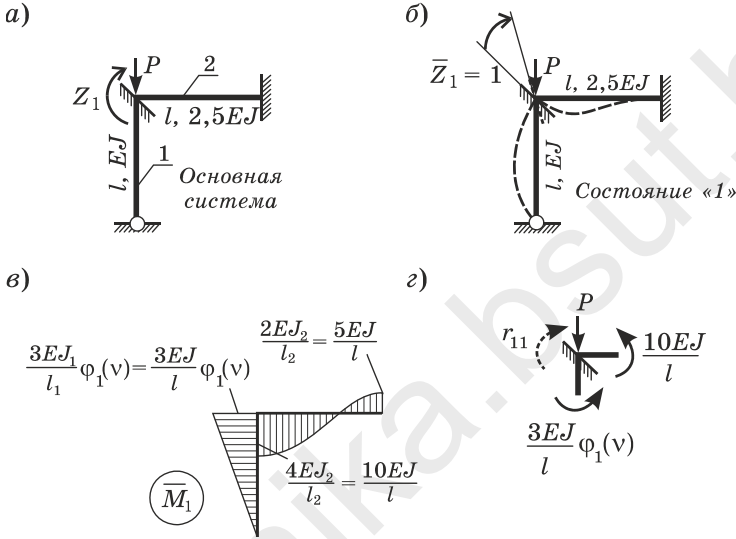 а)
Z₁
P
2
l, 2,5EJ
l, EJ
1
Основная
система
б)
Z̅₁ = 1
P
l, 2,5EJ
l, EJ
Состояние «1»
в)
3EJ₁/l₁ φ₁(ν) = 3EJ/l φ₁(ν)
2EJ₂/l₂ = 5EJ/l
4EJ₂/l₂ = 10EJ/l
M̅₁
г)
P
r₁₁
10EJ/l
3EJ/l φ₁(ν)